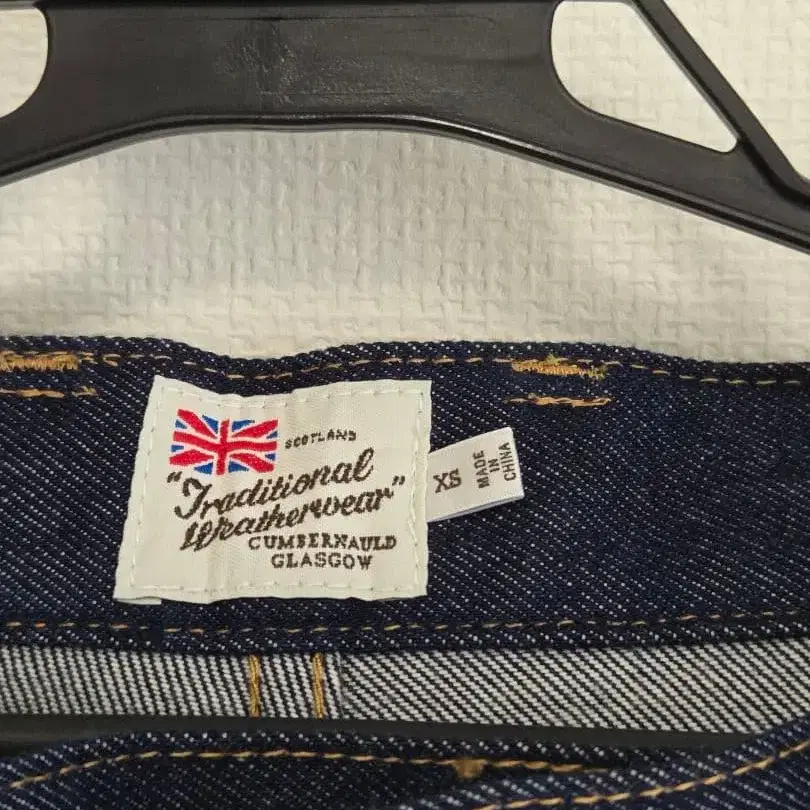 SCOTLAND
"Traditional
Weatherwear"
CUMBERNAULD
GLASGOW
XS
MADE
IN
CHINA